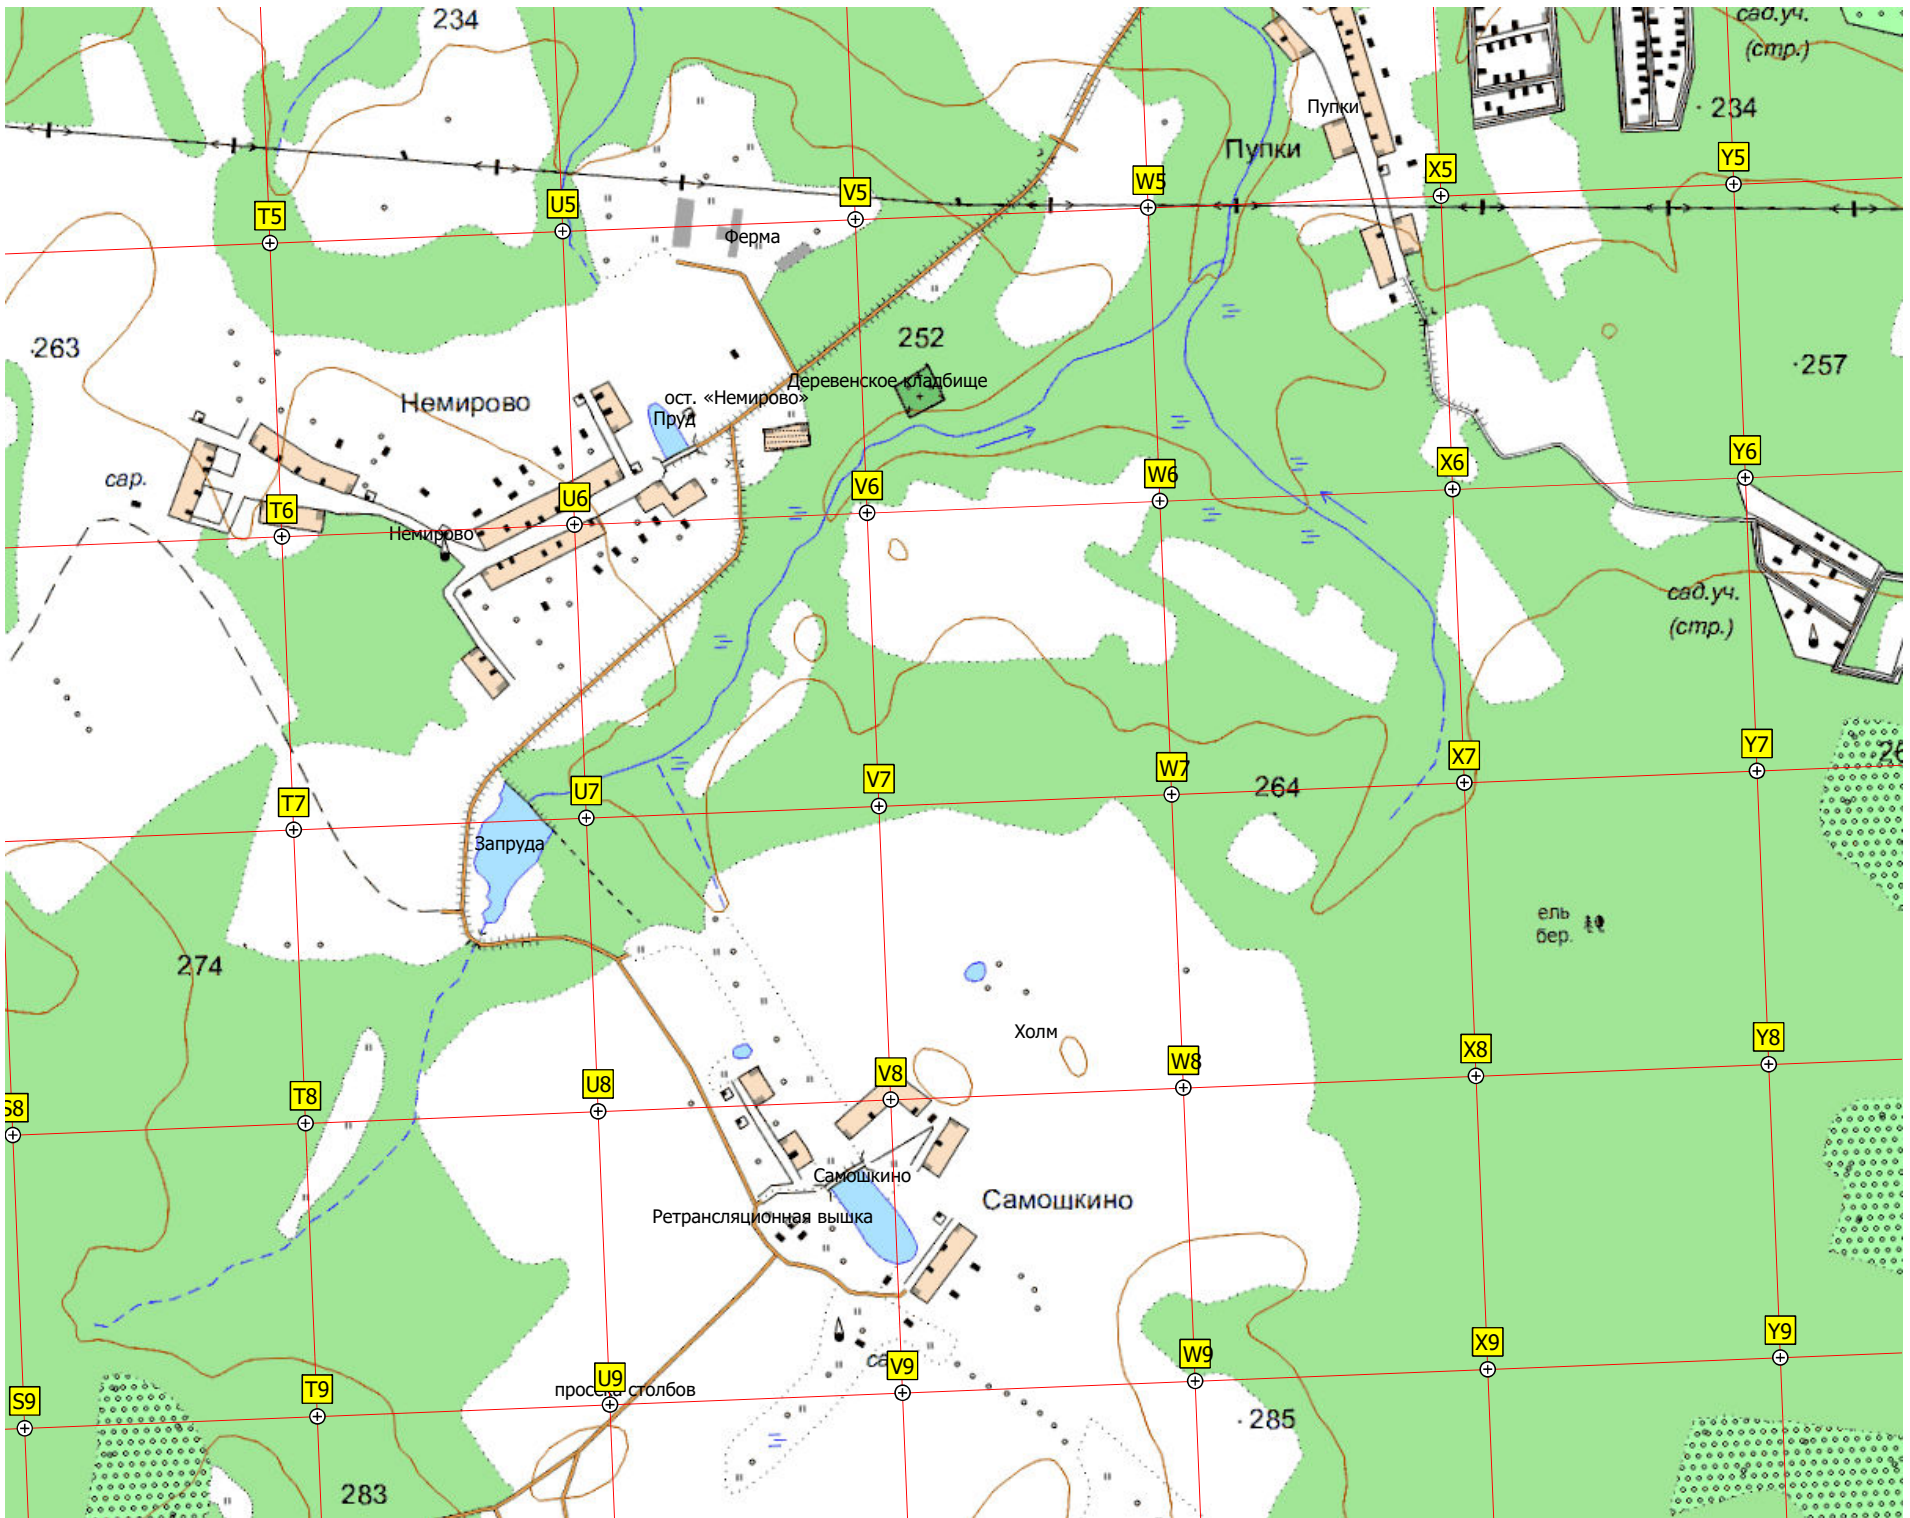 234
сад.уч.
(стр.)
234
Пупки
Пупки
T5
U5
V5
W5
X5
Y5
Ферма
263
252
257
Деревенское кладбище
Немирово
ост. «Немирово»
Пруд
сар.
T6
U6
V6
W6
X6
Y6
Немирово
сад.уч.
(стр.)
T7
U7
V7
W7
X7
Y7
264
Запруда
ель
бер.
274
Холм
S8
T8
U8
V8
W8
X8
Y8
Самошкино
Самошкино
Ретрансляционная вышка
S9
T9
U9
V9
W9
X9
Y9
просека столбов
285
283